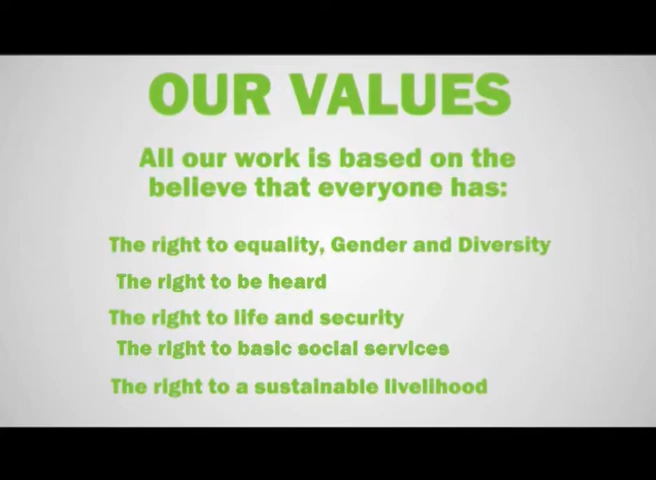 OUR VALUES
All our work is based on the
believe that everyone has:
The right to equality, Gender and Diversity
The right to be heard
The right to life and security
The right to basic social services
The right to a sustainable livelihood